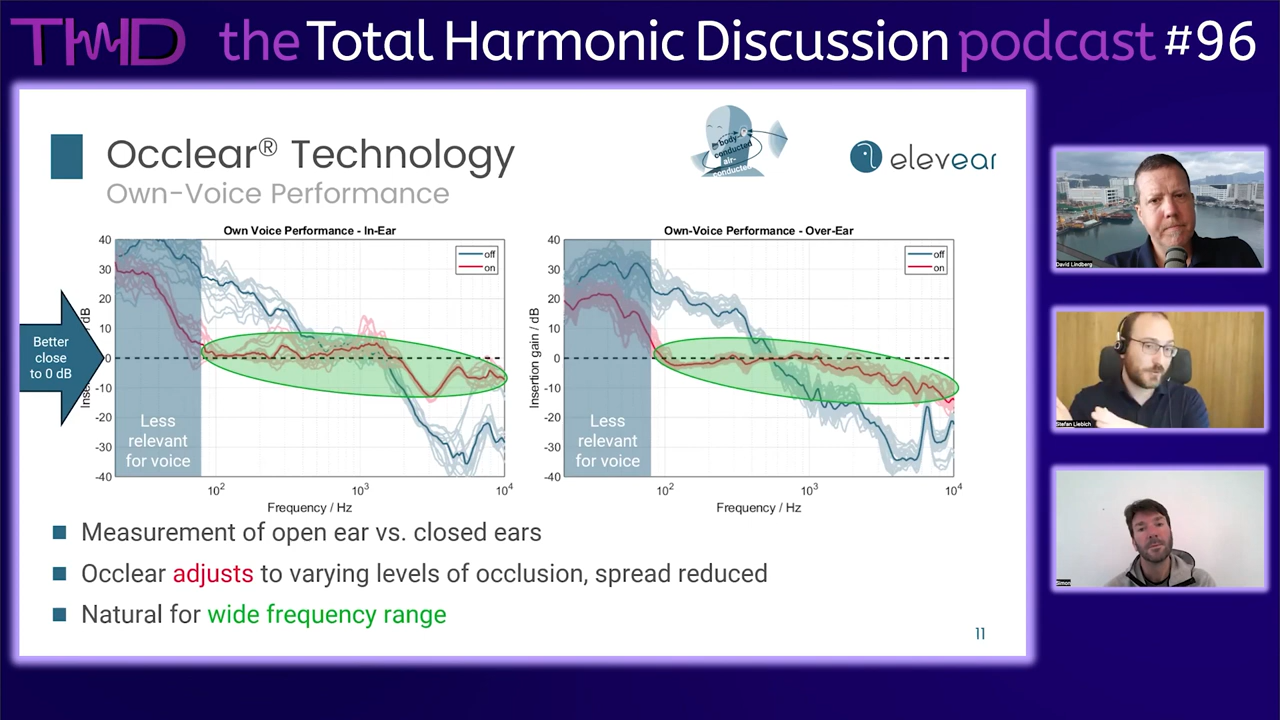 THD the Total Harmonic Discussion podcast #96
Occlear® Technology
Own-Voice Performance
body-
conducted
air-
conducted
elevear
Own Voice Performance - In-Ear
40
30
20
10
0
-10
-20
-30
-40
off
on
Better
close
to 0 dB
Less
relevant
for voice
10²
10³
10⁴
Frequency / Hz
Own-Voice Performance - Over-Ear
Insertion gain / dB
40
30
20
10
0
-10
-20
-30
-40
off
on
Less
relevant
for voice
10²
10³
10⁴
Frequency / Hz
Measurement of open ear vs. closed ears
Occlear adjusts to varying levels of occlusion, spread reduced
Natural for wide frequency range
11
David Lindberg
Stefan Liebich
Simon